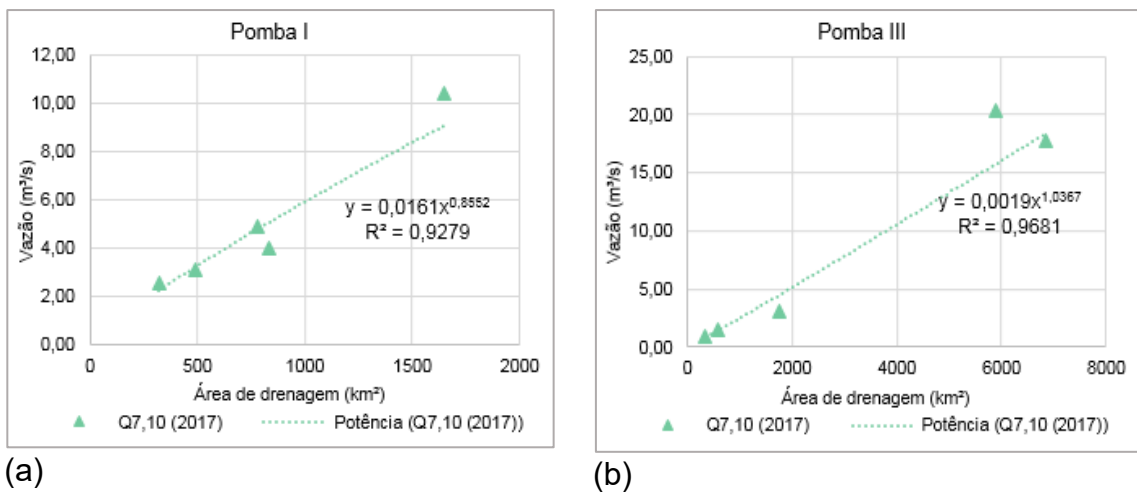 Pomba I
12,00
10,00
8,00
6,00
4,00
2,00
0,00
Vazão (m³/s)
y = 0,0161x^0,8552
R² = 0,9279
0 500 1000 1500 2000
Área de drenagem (km²)
Q7,10 (2017) Potência (Q7,10 (2017))
(a)
Pomba III
25,00
20,00
15,00
10,00
5,00
0,00
Vazão (m³/s)
y = 0,0019x^1,0367
R² = 0,9681
0 2000 4000 6000 8000
Área de drenagem (km²)
Q7,10 (2017) Potência (Q7,10 (2017))
(b)